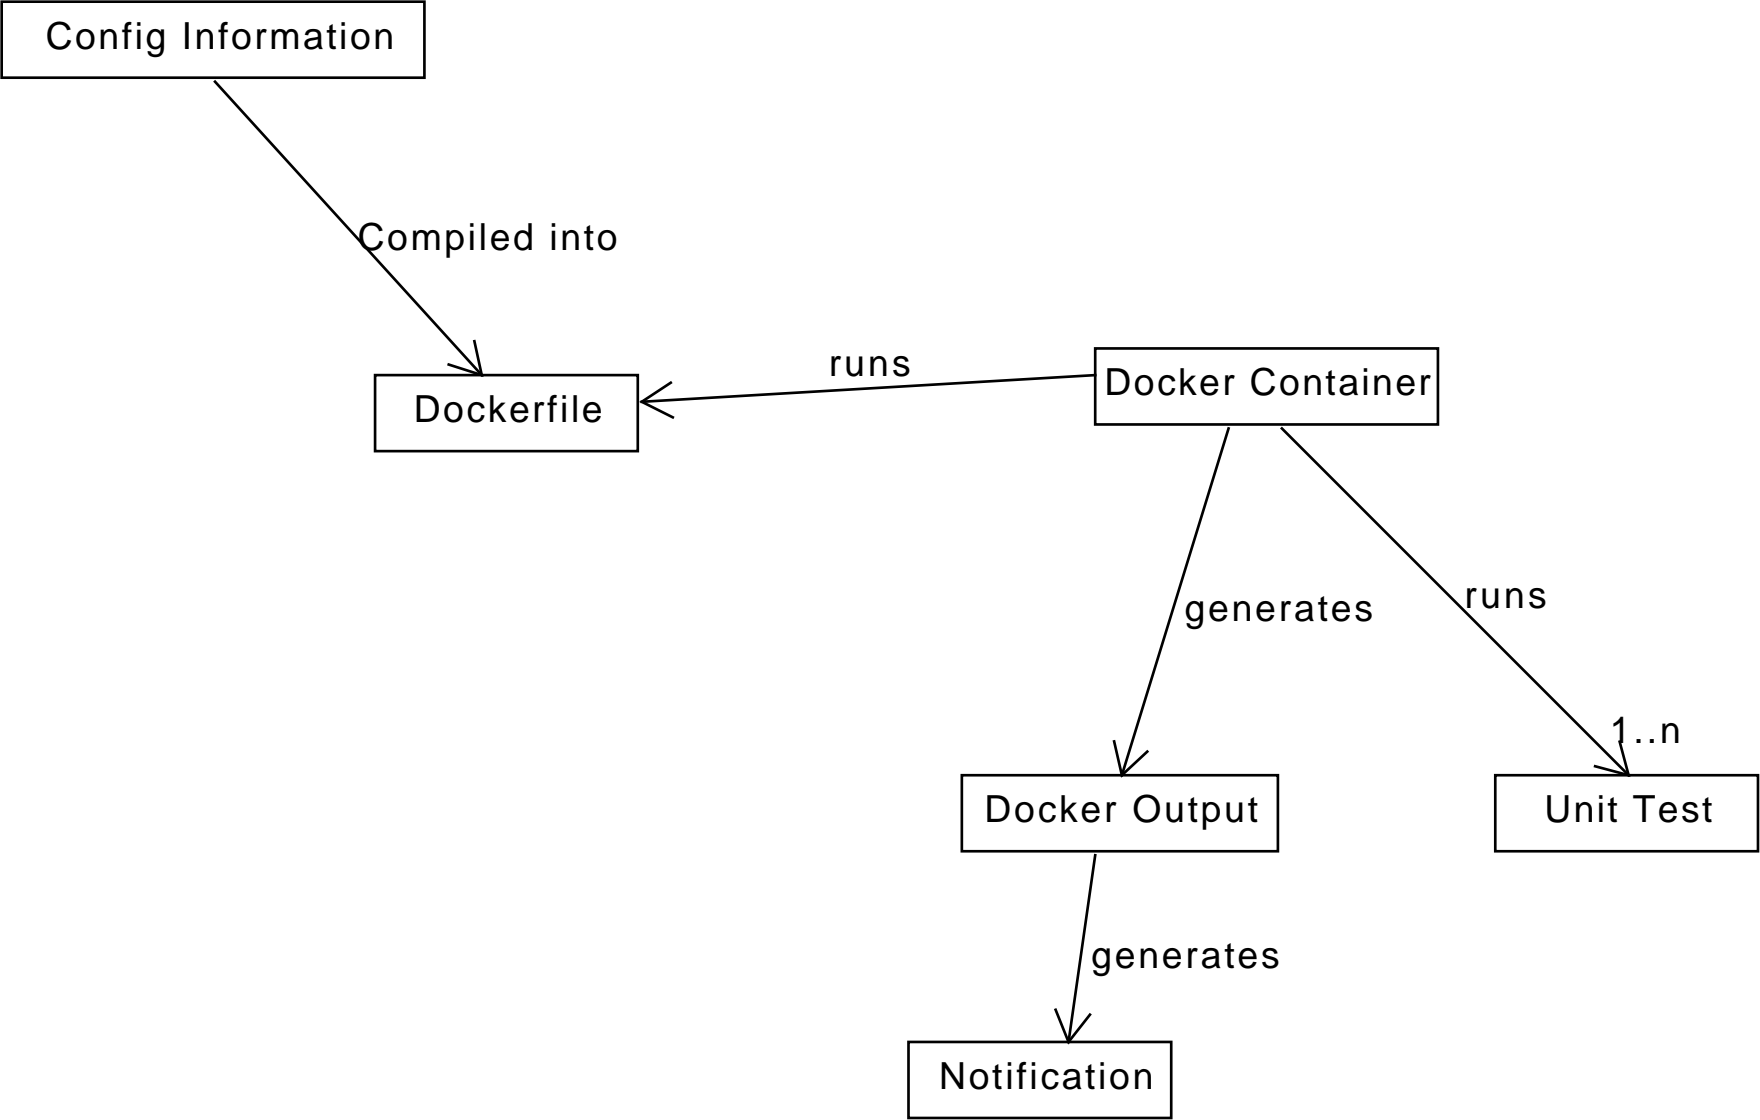 Config Information
Compiled into
runs
Docker Container
Dockerfile
generates
runs
1..n
Docker Output
Unit Test
generates
Notification